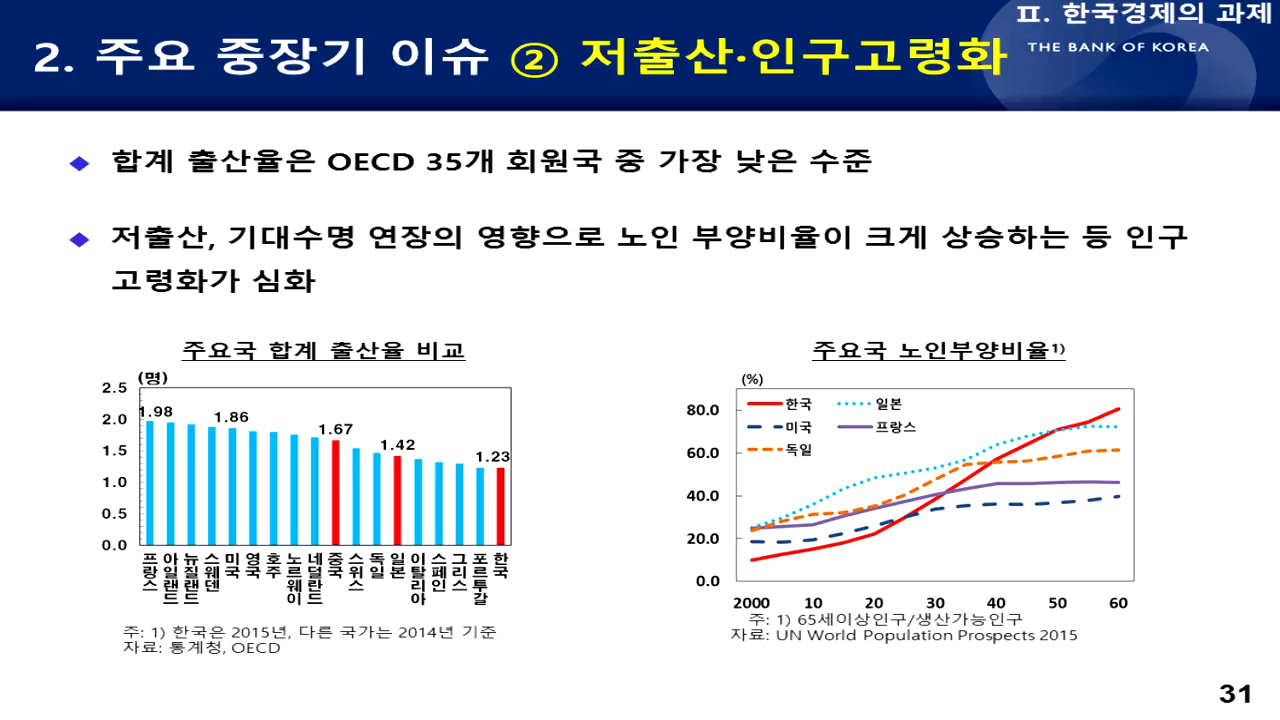 Ⅱ. 한국경제의 과제
THE BANK OF KOREA
2. 주요 중장기 이슈 ② 저출산·인구고령화
◆ 합계 출산율은 OECD 35개 회원국 중 가장 낮은 수준
◆ 저출산, 기대수명 연장의 영향으로 노인 부양비율이 크게 상승하는 등 인구
고령화가 심화
주요국 합계 출산율 비교
(명)
2.5
2.0
1.5
1.0
0.5
0.0
1.98
1.86
1.67
1.42
1.23
프랑스
아일랜드
뉴질랜드
스웨덴
미국
영국
호주
노르웨이
네덜란드
중국
스위스
독일
일본
이탈리아
스페인
그리스
포르투갈
한국
주: 1) 한국은 2015년, 다른 국가는 2014년 기준
자료: 통계청, OECD
주요국 노인부양비율1)
(%)
80.0
60.0
40.0
20.0
0.0
한국
일본
미국
프랑스
독일
2000 10 20 30 40 50 60
주: 1) 65세이상인구/생산가능인구
자료: UN World Population Prospects 2015
31